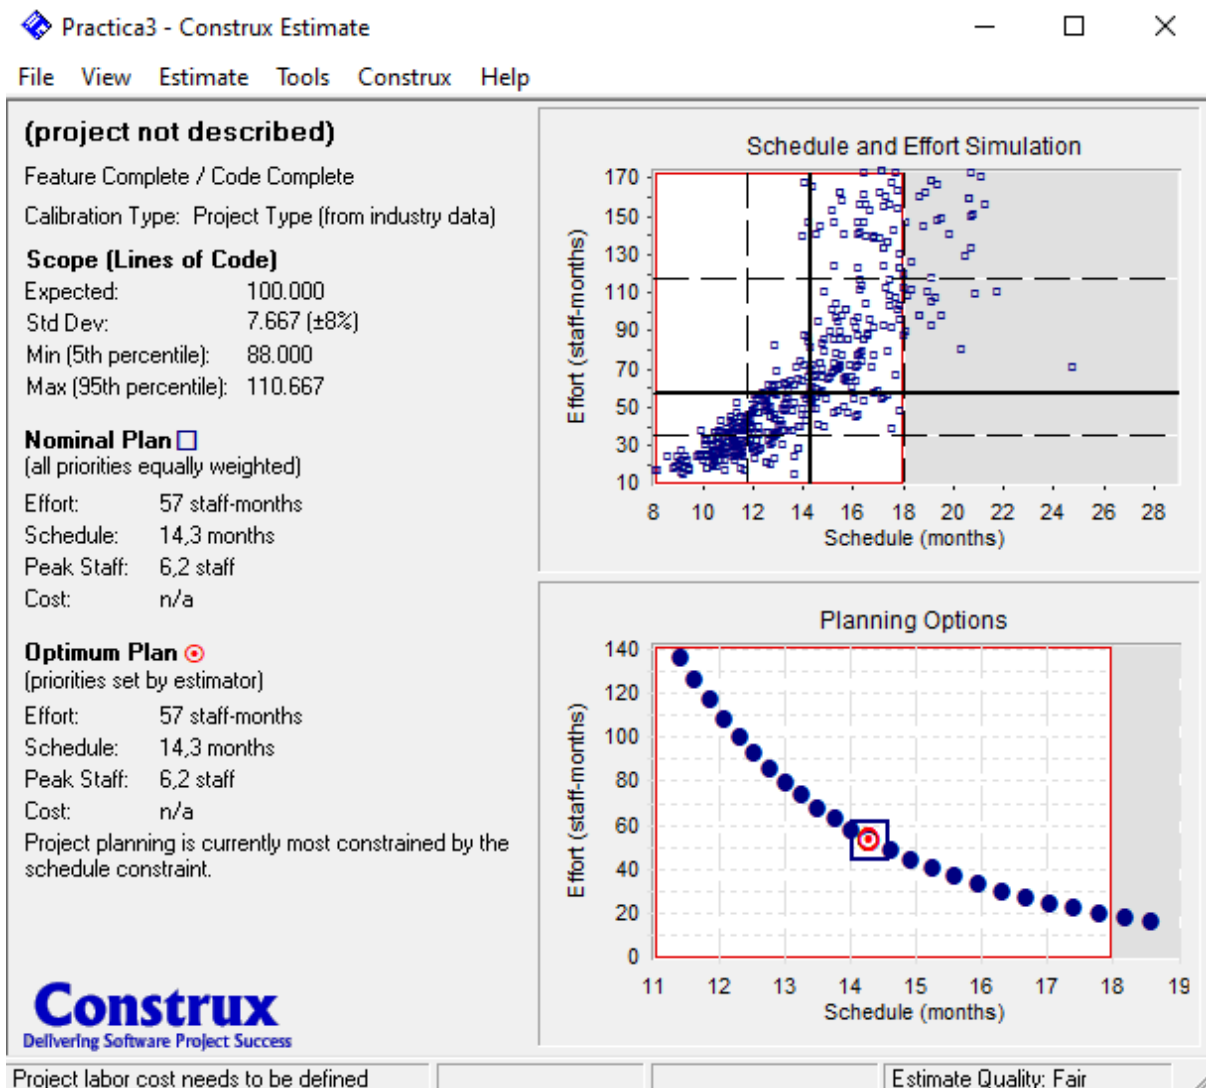 Practica3 - Construx Estimate
File View Estimate Tools Construx Help
(project not described)
Feature Complete / Code Complete
Calibration Type: Project Type (from industry data)
Scope (Lines of Code)
Expected: 100.000
Std Dev: 7.667 (±8%)
Min (5th percentile): 88.000
Max (95th percentile): 110.667
Nominal Plan
(all priorities equally weighted)
Effort: 57 staff-months
Schedule: 14,3 months
Peak Staff: 6,2 staff
Cost: n/a
Optimum Plan
(priorities set by estimator)
Effort: 57 staff-months
Schedule: 14,3 months
Peak Staff: 6,2 staff
Cost: n/a
Project planning is currently most constrained by the
schedule constraint.
Construx
Delivering Software Project Success
Schedule and Effort Simulation
Effort (staff-months)
170
150
130
110
90
70
50
30
10
8 10 12 14 16 18 20 22 24 26 28
Schedule (months)
Planning Options
Effort (staff-months)
140
120
100
80
60
40
20
0
11 12 13 14 15 16 17 18 19
Schedule (months)
Project labor cost needs to be defined
Estimate Quality: Fair